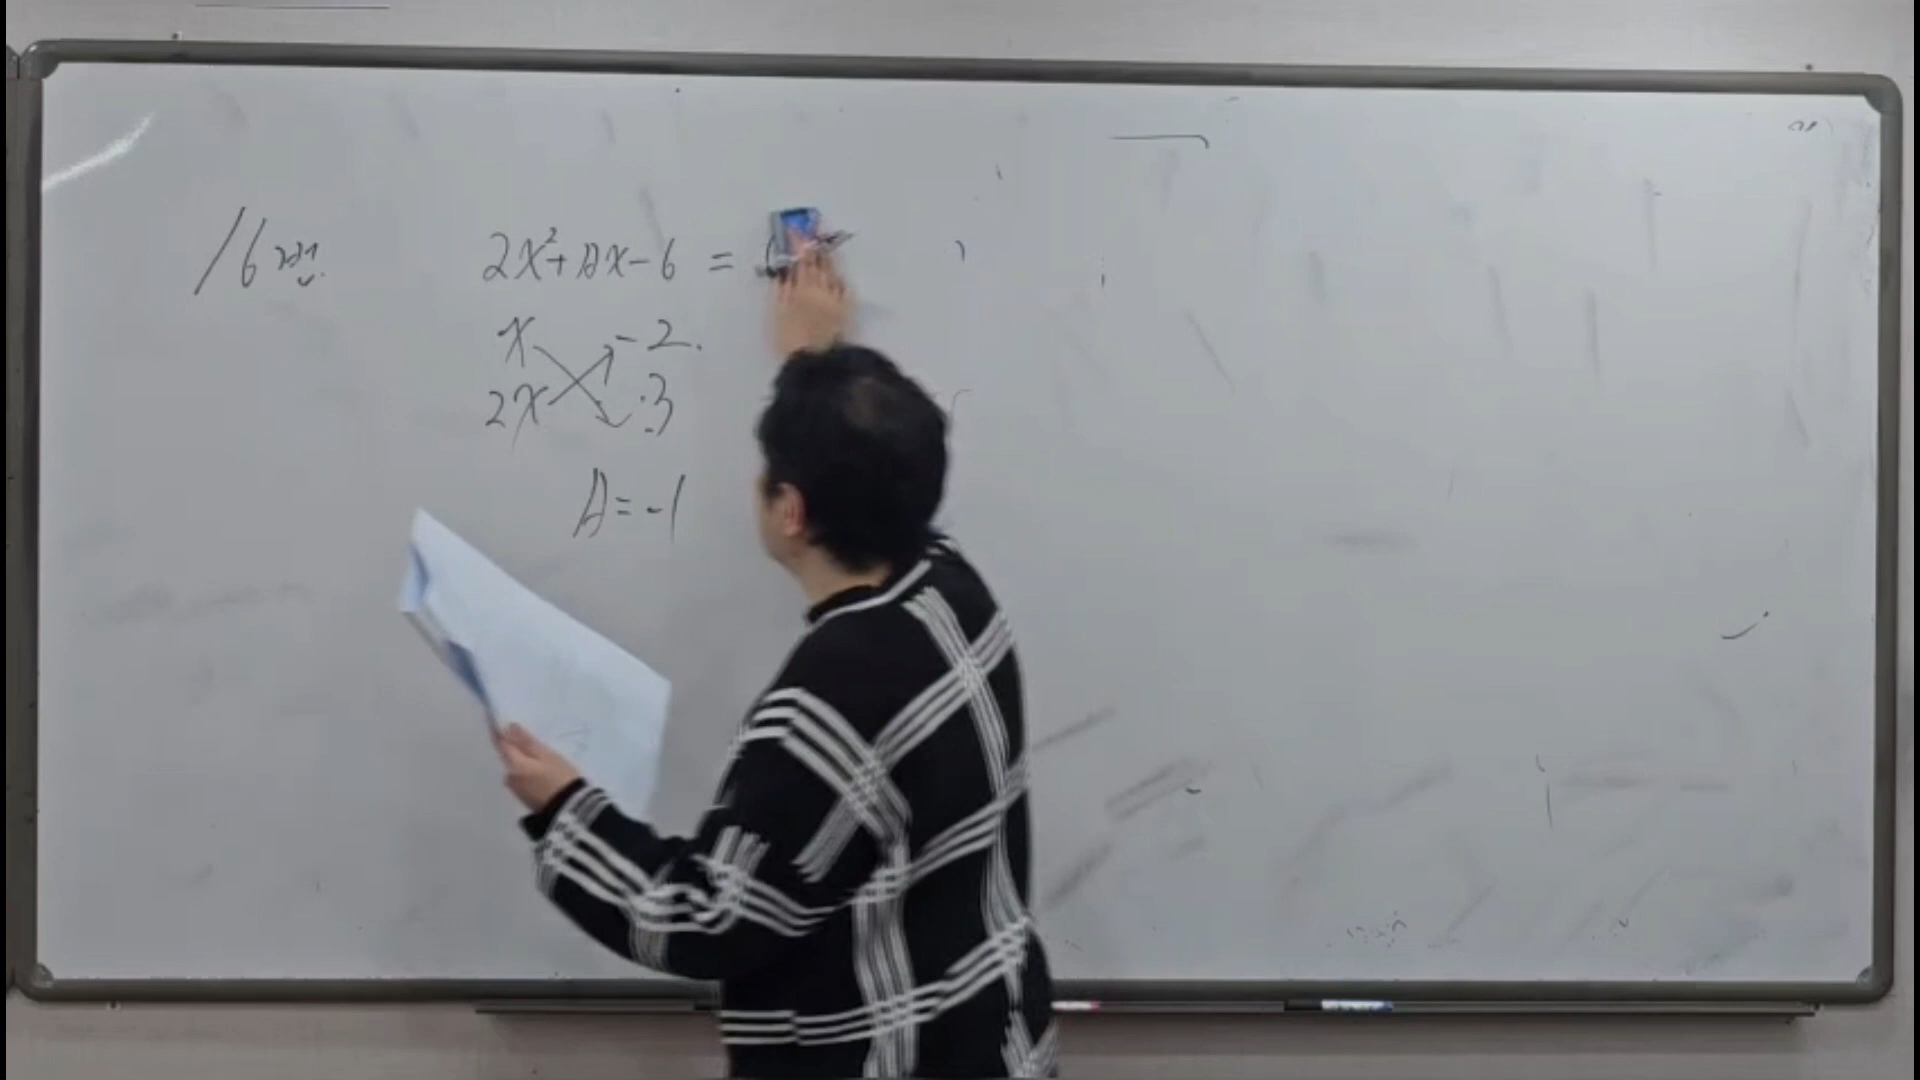 16번.
2x²+Ax-6 =
x -2.
2x 3
A=-1